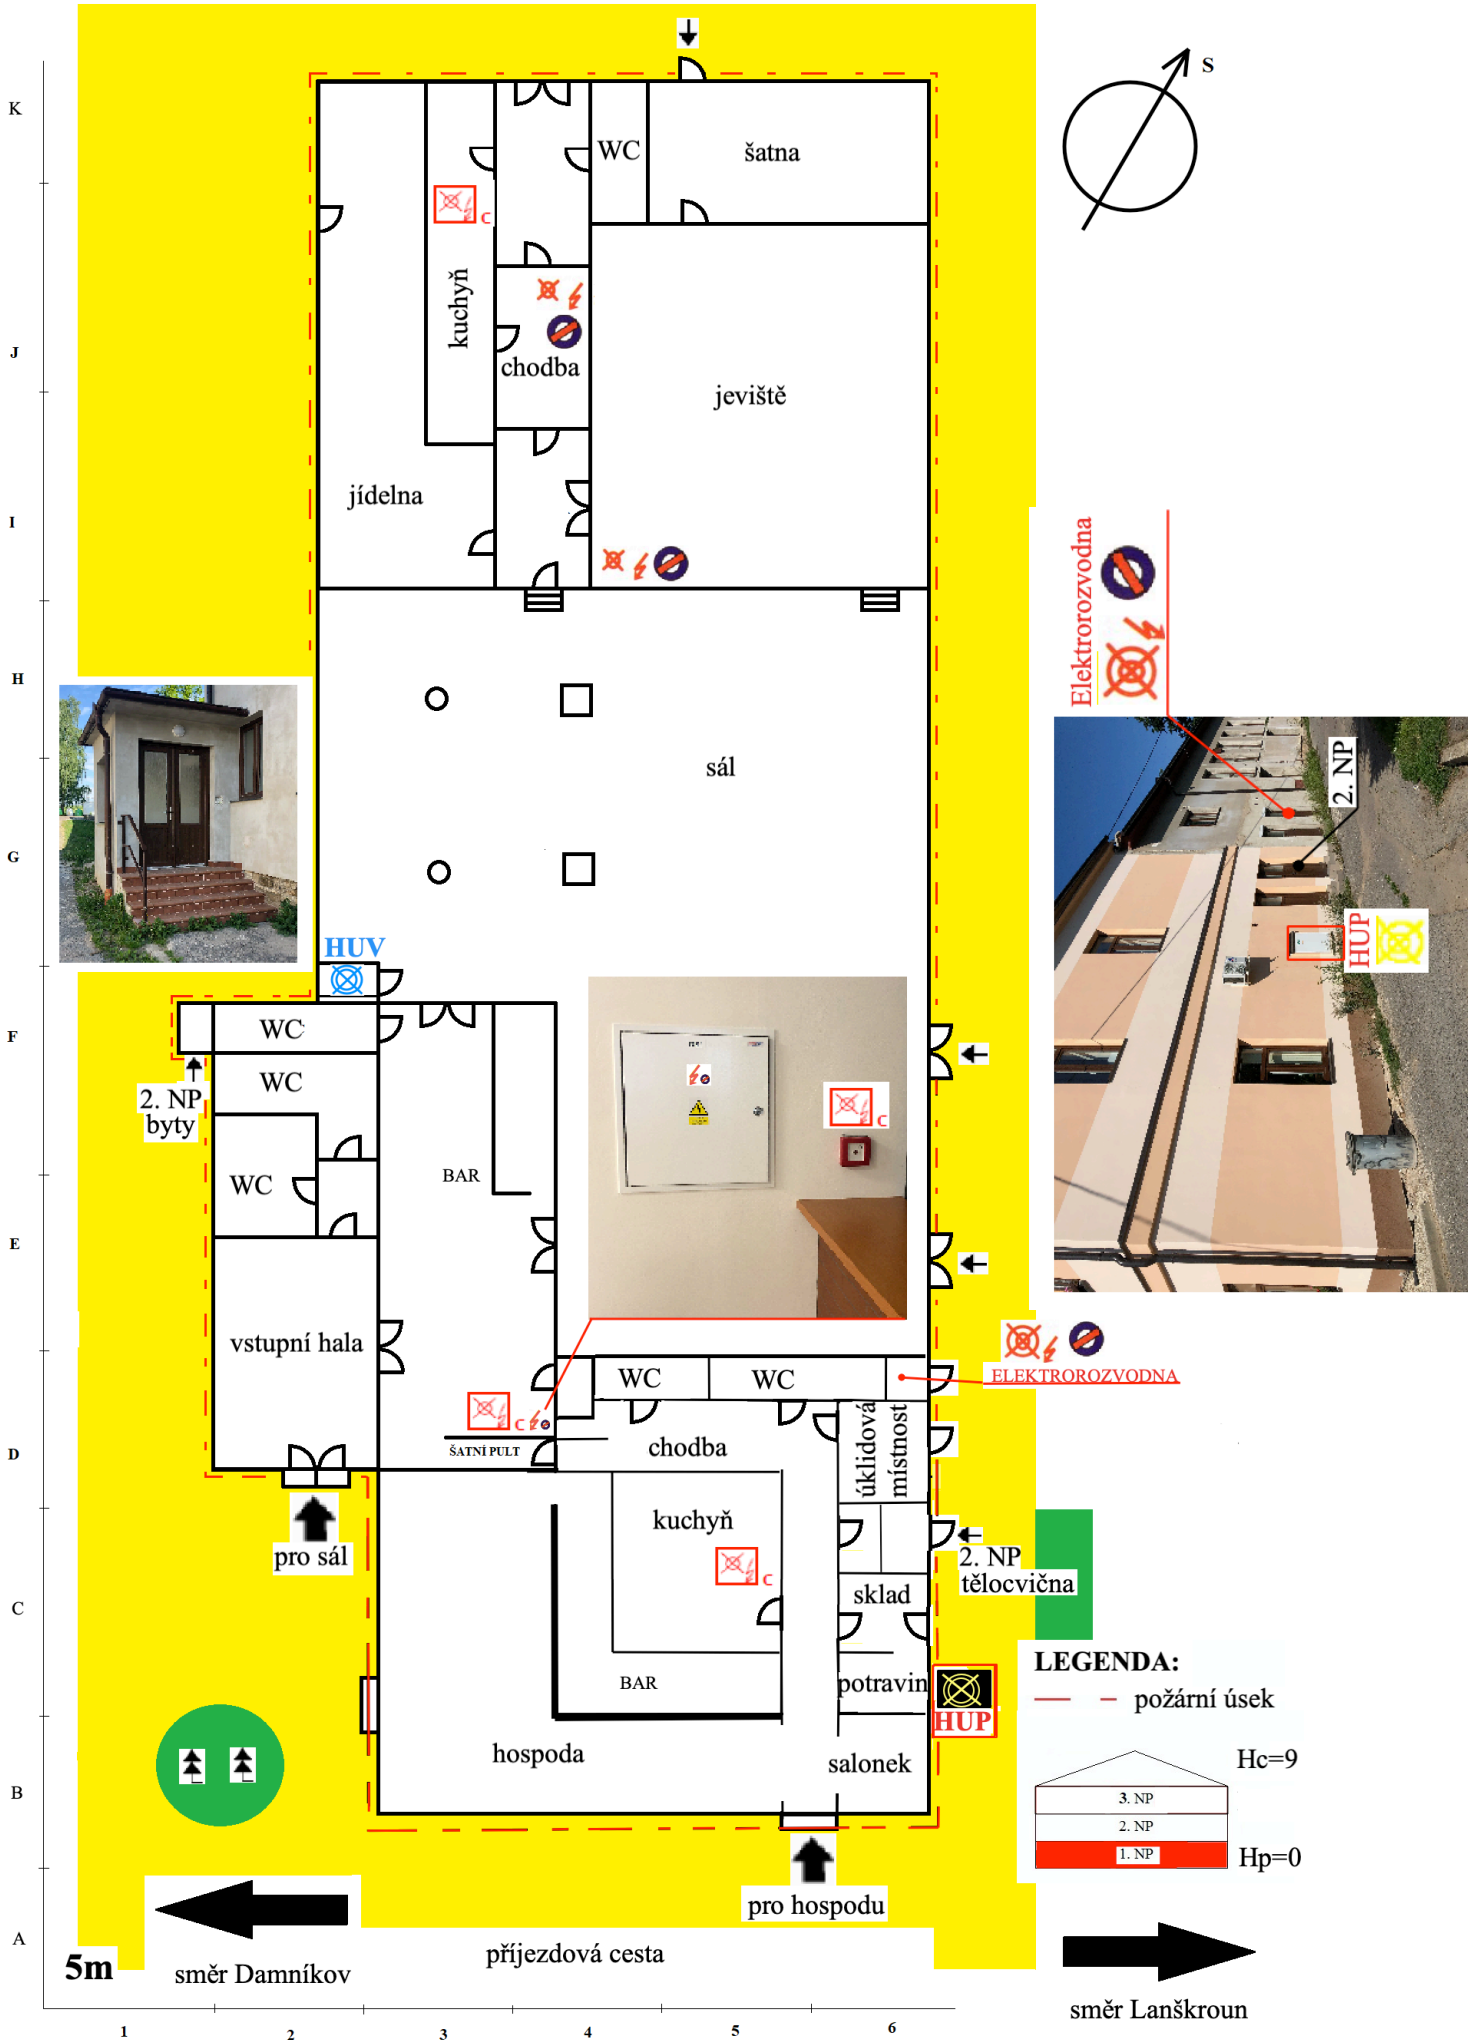 S
K
WC
šatna
C
kuchyň
J
chodba
jeviště
jídelna
I
Elektrorozvodna
H
sál
2. NP
G
HUV
HUP
F
WC
WC
2. NP
byty
WC
BAR
C
E
vstupní hala
WC
WC
ELEKTROROZVODNA
C
D
ŠATNÍ PULT
chodba
úklidová
místnost
kuchyň
C
pro sál
2. NP
tělocvična
C
sklad
LEGENDA:
požární úsek
BAR
potravin
HUP
hospoda
salonek
Hc=9
3. NP
2. NP
1. NP
Hp=0
B
pro hospodu
A
5m
směr Damníkov
příjezdová cesta
směr Lanškroun
1
2
3
4
5
6